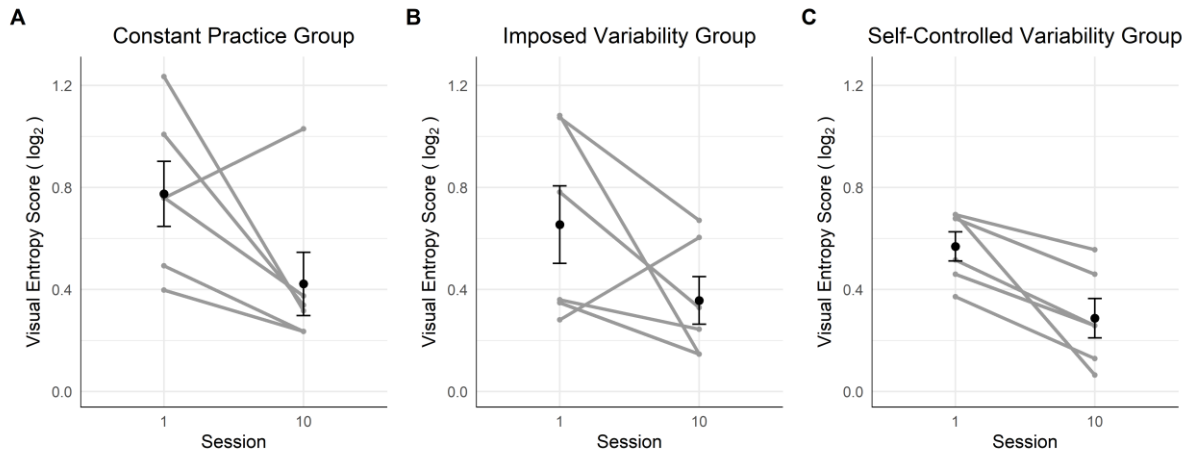 A
Constant Practice Group
Visual Entropy Score ( log₂ )
1.2
0.8
0.4
0.0
1 10
Session
B
Imposed Variability Group
Visual Entropy Score ( log₂ )
1.2
0.8
0.4
0.0
1 10
Session
C
Self-Controlled Variability Group
Visual Entropy Score ( log₂ )
1.2
0.8
0.4
0.0
1 10
Session